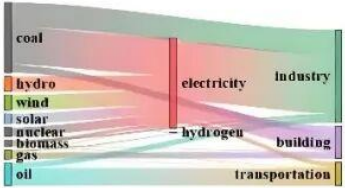 coal
hydro
wind
solar
nuclear
biomass
gas
oil
electricity
hydrogen
industry
building
transportation